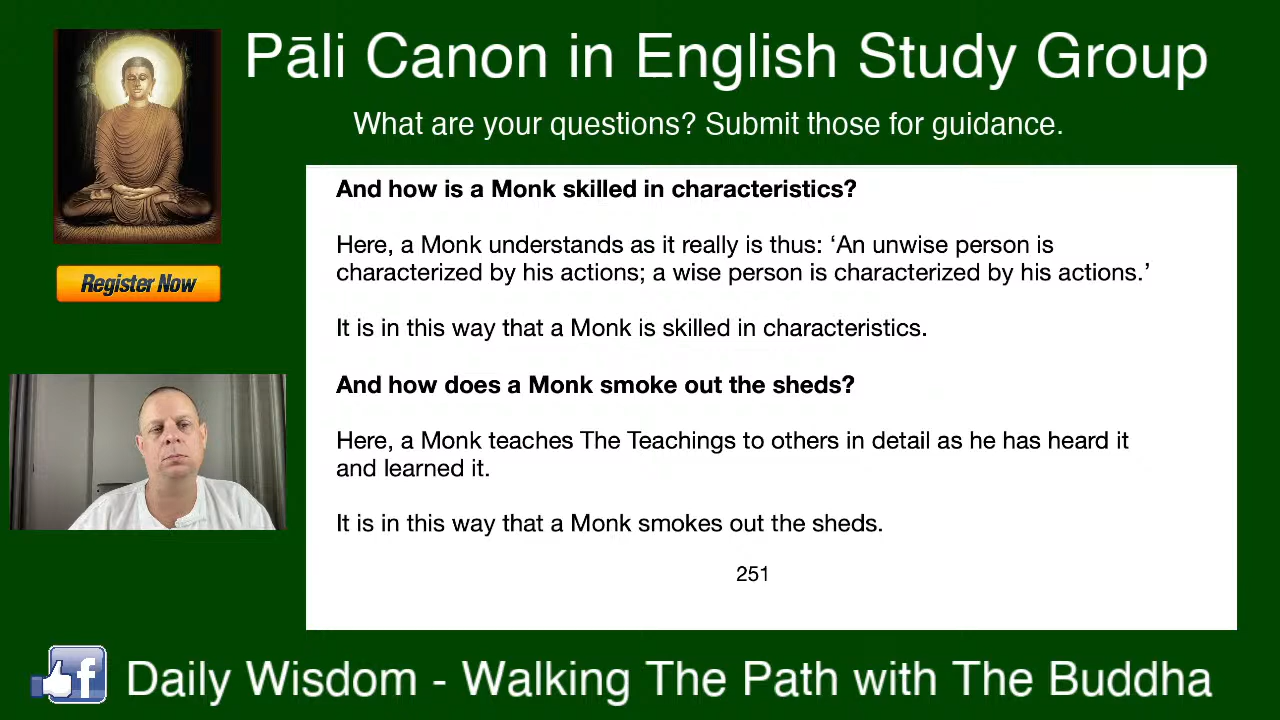 Pāli Canon in English Study Group
What are your questions? Submit those for guidance.
Register Now
And how is a Monk skilled in characteristics?
Here, a Monk understands as it really is thus: ‘An unwise person is
characterized by his actions; a wise person is characterized by his actions.’
It is in this way that a Monk is skilled in characteristics.
And how does a Monk smoke out the sheds?
Here, a Monk teaches The Teachings to others in detail as he has heard it
and learned it.
It is in this way that a Monk smokes out the sheds.
251
f
Daily Wisdom - Walking The Path with The Buddha